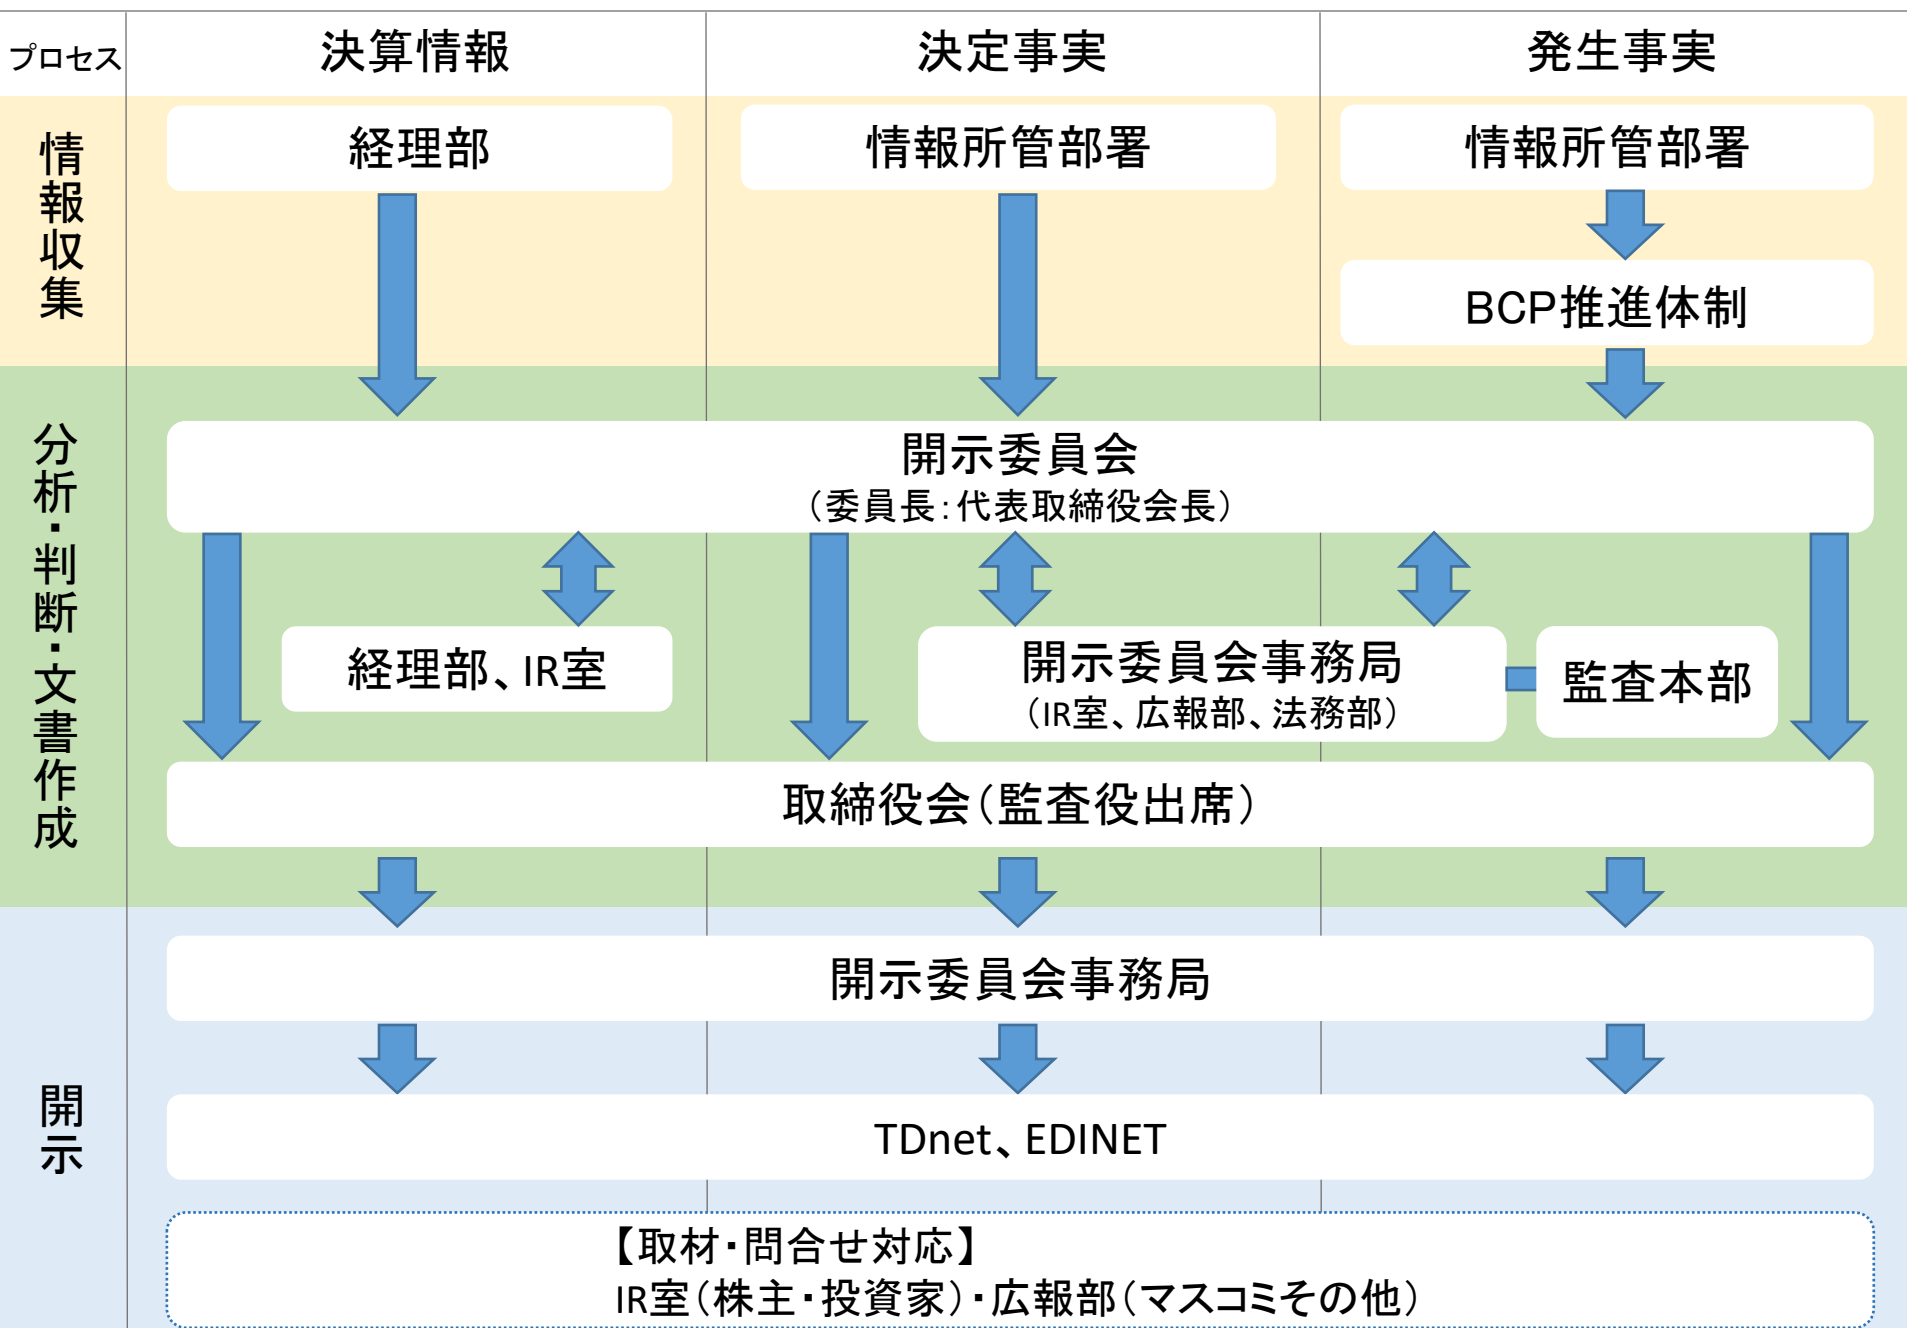 プロセス
決算情報
決定事実
発生事実
情報収集
経理部
情報所管部署
情報所管部署
BCP推進体制
分析・判断・文書作成
開示委員会
（委員長：代表取締役会長）
経理部、IR室
開示委員会事務局
（IR室、広報部、法務部）
監査本部
取締役会（監査役出席）
開示
開示委員会事務局
TDnet、EDINET
【取材・問合せ対応】
IR室（株主・投資家）・広報部（マスコミその他）